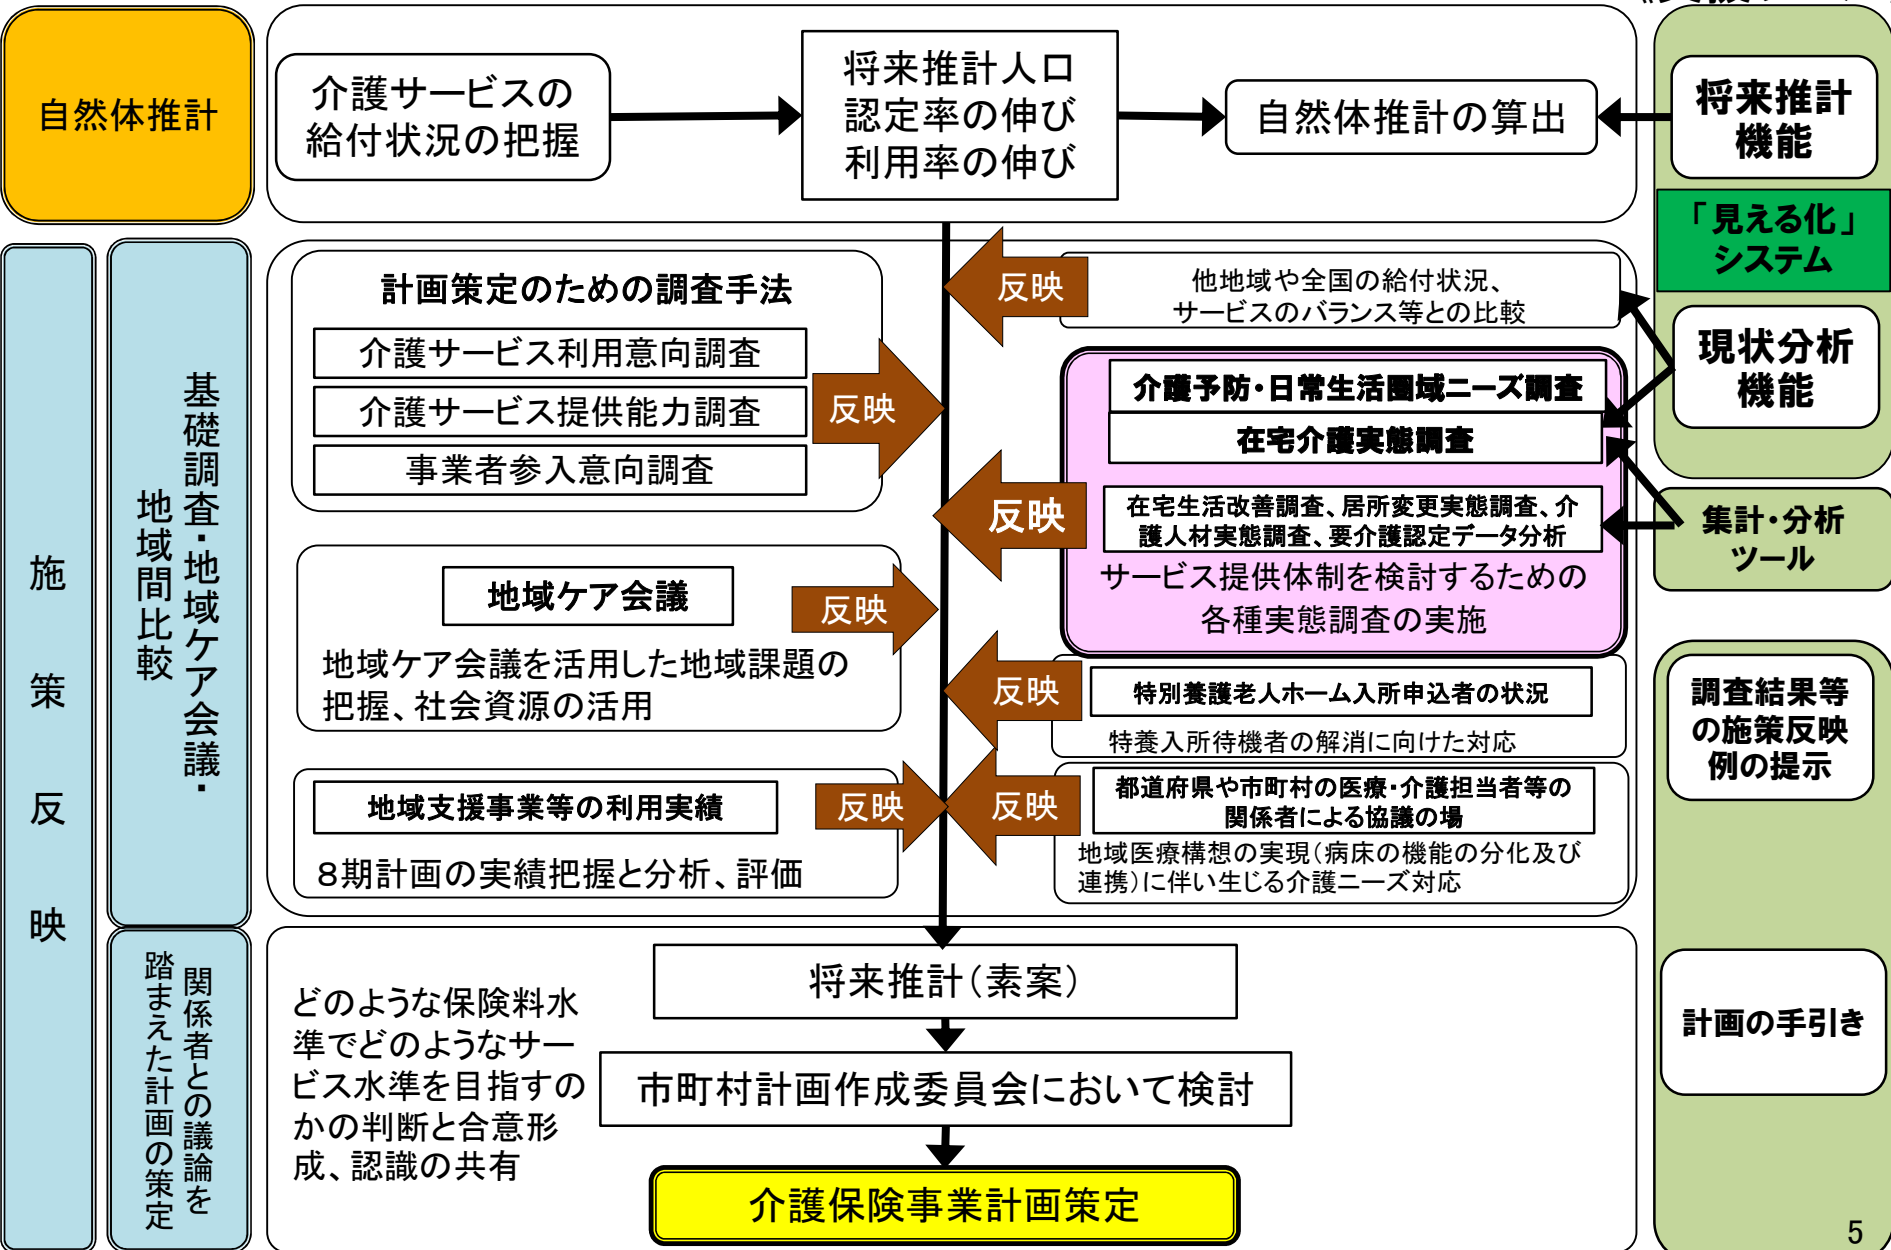 自然体推計
介護サービスの
給付状況の把握
将来推計人口
認定率の伸び
利用率の伸び
自然体推計の算出
将来推計
機能
「見える化」
システム
現状分析
機能
集計・分析
ツール
調査結果等
の施策反映
例の提示
計画の手引き
施策反映
基礎調査・地域ケア会議・
地域間比較
計画策定のための調査手法
介護サービス利用意向調査
介護サービス提供能力調査
事業者参入意向調査
反映
反映
他地域や全国の給付状況、
サービスのバランス等との比較
介護予防・日常生活圏域ニーズ調査
在宅介護実態調査
反映
在宅生活改善調査、居所変更実態調査、介
護人材実態調査、要介護認定データ分析
サービス提供体制を検討するための
各種実態調査の実施
地域ケア会議
反映
地域ケア会議を活用した地域課題の
把握、社会資源の活用
反映
特別養護老人ホーム入所申込者の状況
特養入所待機者の解消に向けた対応
地域支援事業等の利用実績
反映
8期計画の実績把握と分析、評価
反映
都道府県や市町村の医療・介護担当者等の
関係者による協議の場
地域医療構想の実現(病床の機能の分化及び
連携)に伴い生じる介護ニーズ対応
関係者との議論を
踏まえた計画の策定
どのような保険料水
準でどのようなサー
ビス水準を目指すの
かの判断と合意形
成、認識の共有
将来推計(素案)
市町村計画作成委員会において検討
介護保険事業計画策定
5